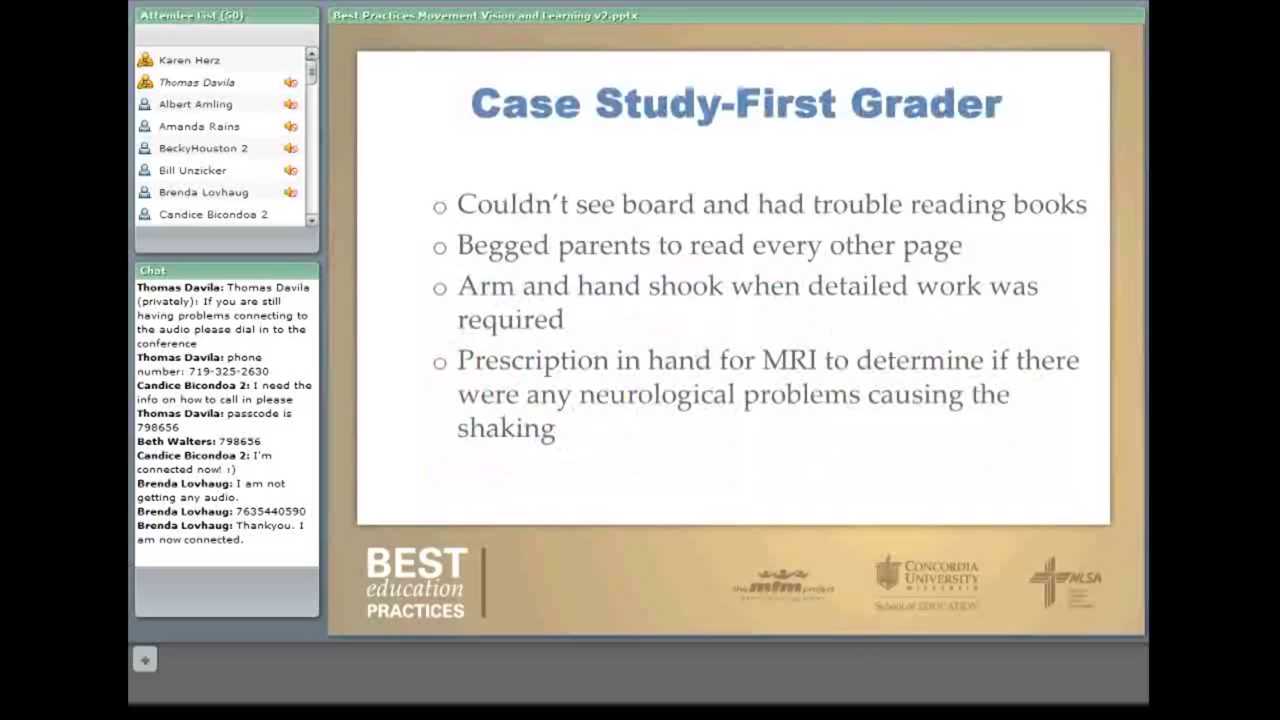 Attendee List (50)
Karen Herz
Thomas Davila
Albert Amling
Amanda Rains
BeckyHouston 2
Bill Unzicker
Brenda Lovhaug
Candice Bicondoa 2
Chat
Thomas Davila: Thomas Davila
(privately): If you are still
having problems connecting to
the audio please dial in to the
conference
Thomas Davila: phone
number: 719-325-2630
Candice Bicondoa 2: I need the
info on how to call in please
Thomas Davila: passcode is
798656
Beth Walters: 798656
Candice Bicondoa 2: I'm
connected now! :)
Brenda Lovhaug: I am not
getting any audio.
Brenda Lovhaug: 7635440590
Brenda Lovhaug: Thankyou. I
am now connected.
Best Practices Movement Vision and Learning v2.pptx
Case Study-First Grader
o Couldn't see board and had trouble reading books
o Begged parents to read every other page
o Arm and hand shook when detailed work was
required
o Prescription in hand for MRI to determine if there
were any neurological problems causing the
shaking
BEST
education
PRACTICES
the mfm project
CONCORDIA
UNIVERSITY
WISCONSIN
School of EDUCATION
NLSA